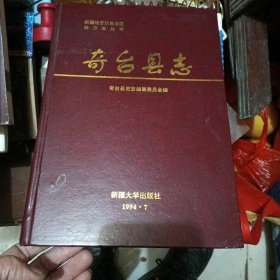 新疆维吾尔自治区
地方志丛书
奇台县志
奇台县史志编纂委员会编
新疆大学出版社
1994·7